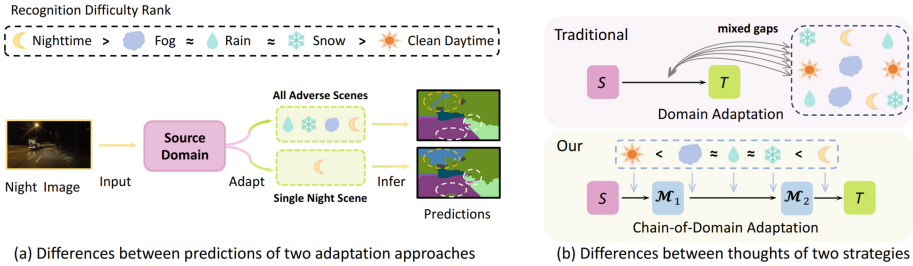 Recognition Difficulty Rank
Nighttime > Fog ≈ Rain ≈ Snow > Clean Daytime
All Adverse Scenes
Source
Domain
Night Image
Input
Adapt
Infer
Single Night Scene
Predictions
(a) Differences between predictions of two adaptation approaches
Traditional
mixed gaps
S
T
Domain Adaptation
Our
< ≈ ≈ <
S
M1
M2
T
Chain-of-Domain Adaptation
(b) Differences between thoughts of two strategies